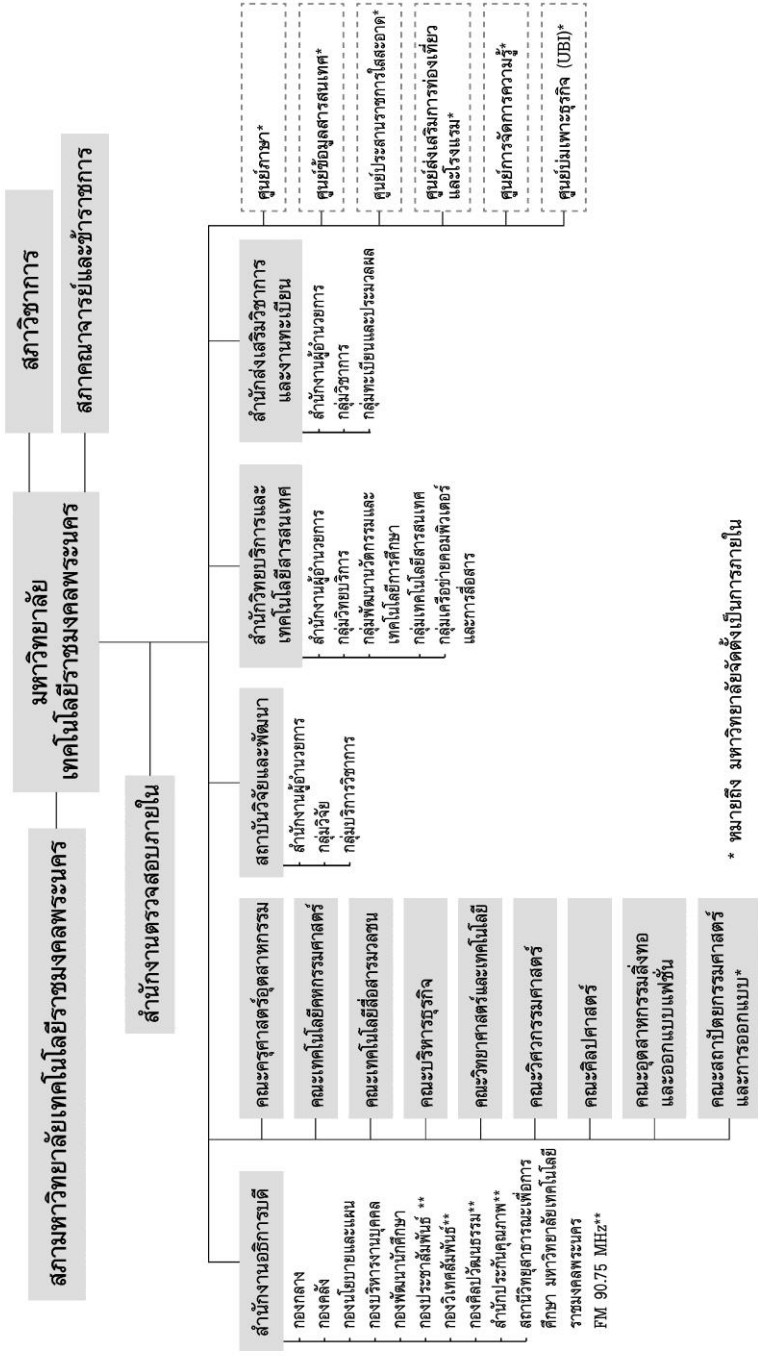 สภามหาวิทยาลัยเทคโนโลยีราชมงคลพระนคร
มหาวิทยาลัย
เทคโนโลยีราชมงคลพระนคร
สภาวิชาการ
สภาคณาจารย์และข้าราชการ
สำนักงานตรวจสอบภายใน
สำนักงานอธิการบดี
กองกลาง
กองคลัง
กองนโยบายและแผน
กองบริหารงานบุคคล
กองพัฒนานักศึกษา
กองประชาสัมพันธ์ **
กองวิเทศสัมพันธ์**
กองศิลปวัฒนธรรม**
สำนักประกันคุณภาพ**
สถานีวิทยุสาธารณะเพื่อการ
ศึกษา มหาวิทยาลัยเทคโนโลยี
ราชมงคลพระนคร
FM 90.75 MHz**
คณะครุศาสตร์อุตสาหกรรม
คณะเทคโนโลยีคหกรรมศาสตร์
คณะเทคโนโลยีสื่อสารมวลชน
คณะบริหารธุรกิจ
คณะวิทยาศาสตร์และเทคโนโลยี
คณะวิศวกรรมศาสตร์
คณะศิลปศาสตร์
คณะอุตสาหกรรมสิ่งทอ
และออกแบบแฟชั่น
คณะสถาปัตยกรรมศาสตร์
และการออกแบบ*
สถาบันวิจัยและพัฒนา
สำนักงานผู้อำนวยการ
กลุ่มวิจัย
กลุ่มบริการวิชาการ
สำนักวิทยบริการและ
เทคโนโลยีสารสนเทศ
สำนักงานผู้อำนวยการ
กลุ่มวิทยบริการ
กลุ่มพัฒนานวัตกรรมและ
เทคโนโลยีการศึกษา
กลุ่มเทคโนโลยีสารสนเทศ
กลุ่มเครือข่ายคอมพิวเตอร์
และการสื่อสาร
สำนักส่งเสริมวิชาการ
และงานทะเบียน
สำนักงานผู้อำนวยการ
กลุ่มวิชาการ
กลุ่มทะเบียนและประมวลผล
ศูนย์ภาษา*
ศูนย์ข้อมูลสารสนเทศ*
ศูนย์ประสานราชการใสสะอาด*
ศูนย์ส่งเสริมการท่องเที่ยว
และโรงแรม*
ศูนย์การจัดการความรู้*
ศูนย์บ่มเพาะธุรกิจ (UBI)*
* หมายถึง มหาวิทยาลัยจัดตั้งเป็นการภายใน